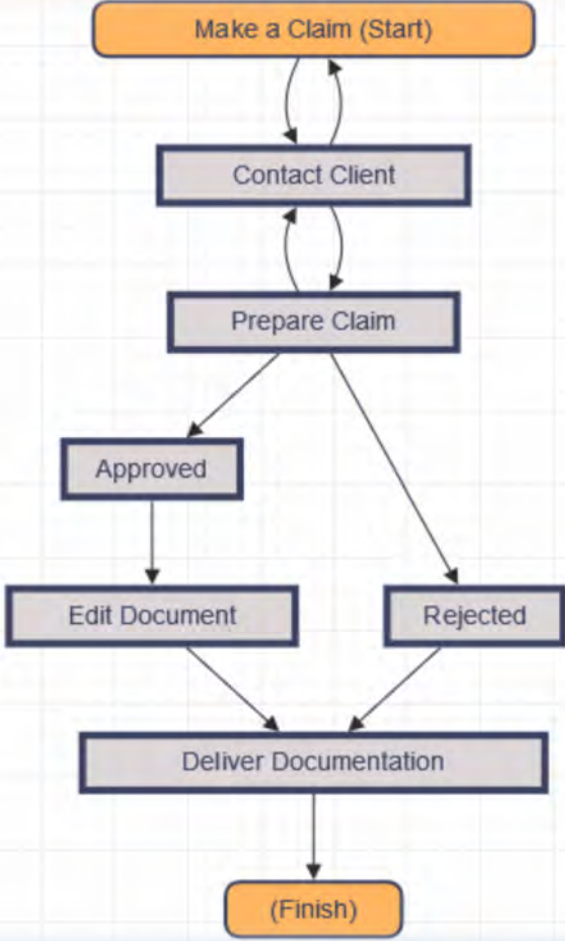 Make a Claim (Start)
Contact Client
Prepare Claim
Approved
Edit Document
Rejected
Deliver Documentation
(Finish)